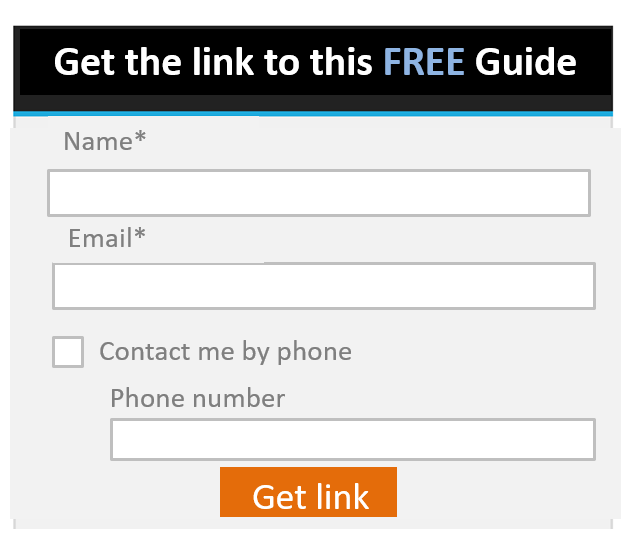 Get the link to this FREE Guide
Name*
Email*
Contact me by phone
Phone number
Get link